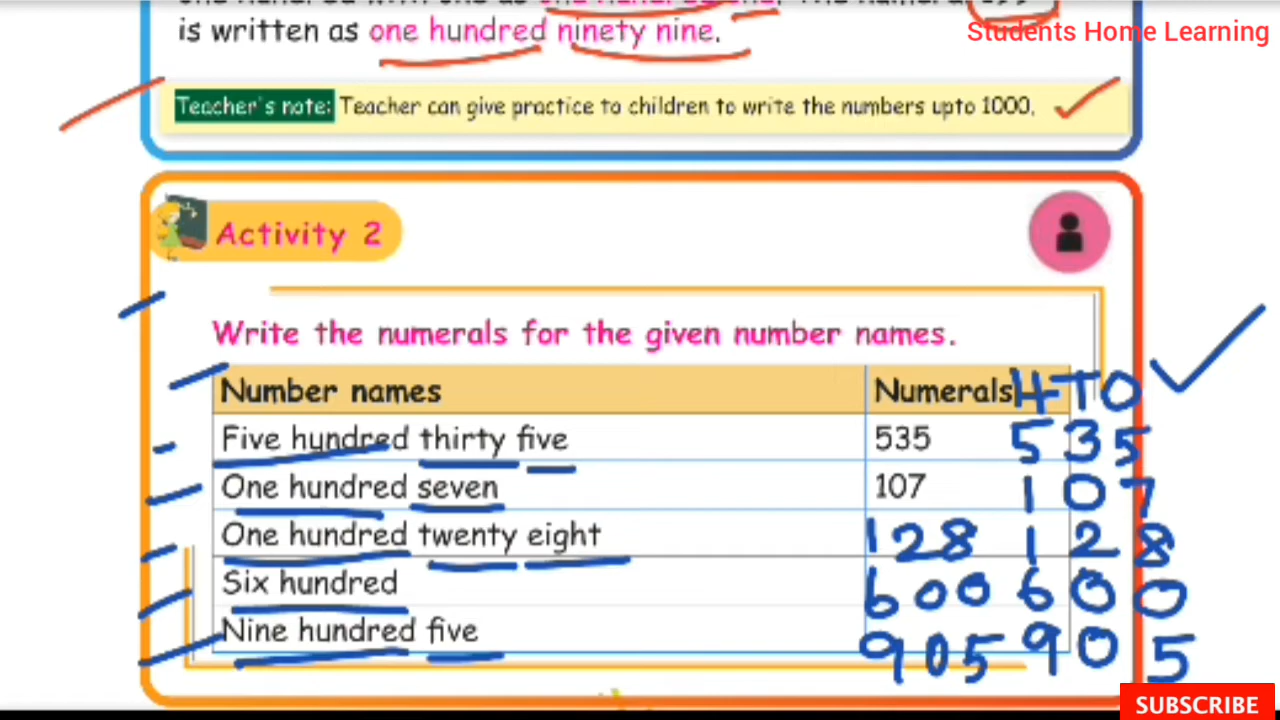 Students Home Learning
is written as one hundred ninety nine.
Teacher's note: Teacher can give practice to children to write the numbers upto 1000.
Activity 2
Write the numerals for the given number names.
Number names Numerals H T O
Five hundred thirty five 535 5 3 5
One hundred seven 107 1 0 7
One hundred twenty eight 128 1 2 8
Six hundred 600 6 0 0
Nine hundred five 905 9 0 5
SUBSCRIBE